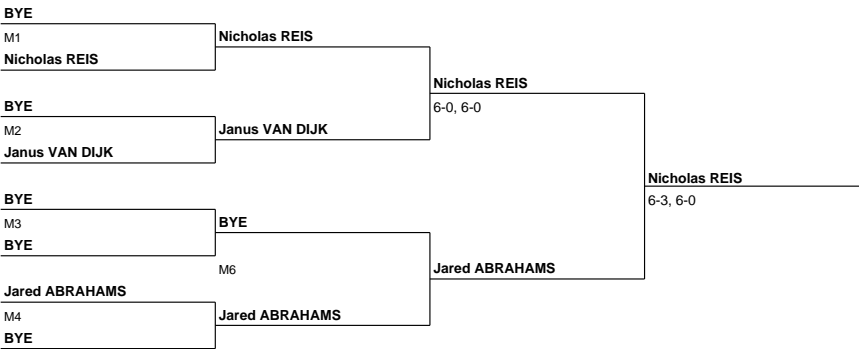 BYE
M1
Nicholas REIS
Nicholas REIS
BYE
M2
Janus VAN DIJK
Janus VAN DIJK
Nicholas REIS
6-0, 6-0
BYE
M3
BYE
BYE
M6
Jared ABRAHAMS
M4
BYE
Jared ABRAHAMS
Jared ABRAHAMS
Nicholas REIS
6-3, 6-0